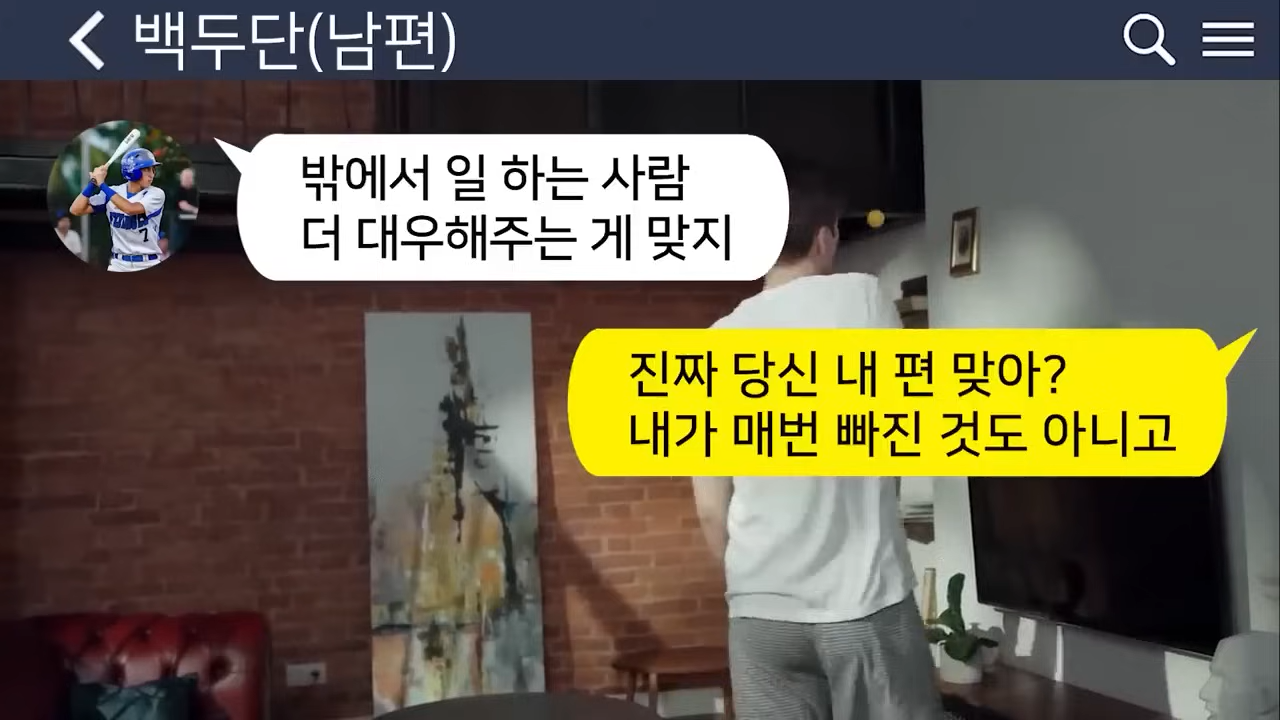 백두단(남편)
밖에서 일 하는 사람
더 대우해주는 게 맞지
진짜 당신 내 편 맞아?
내가 매번 빠진 것도 아니고
7